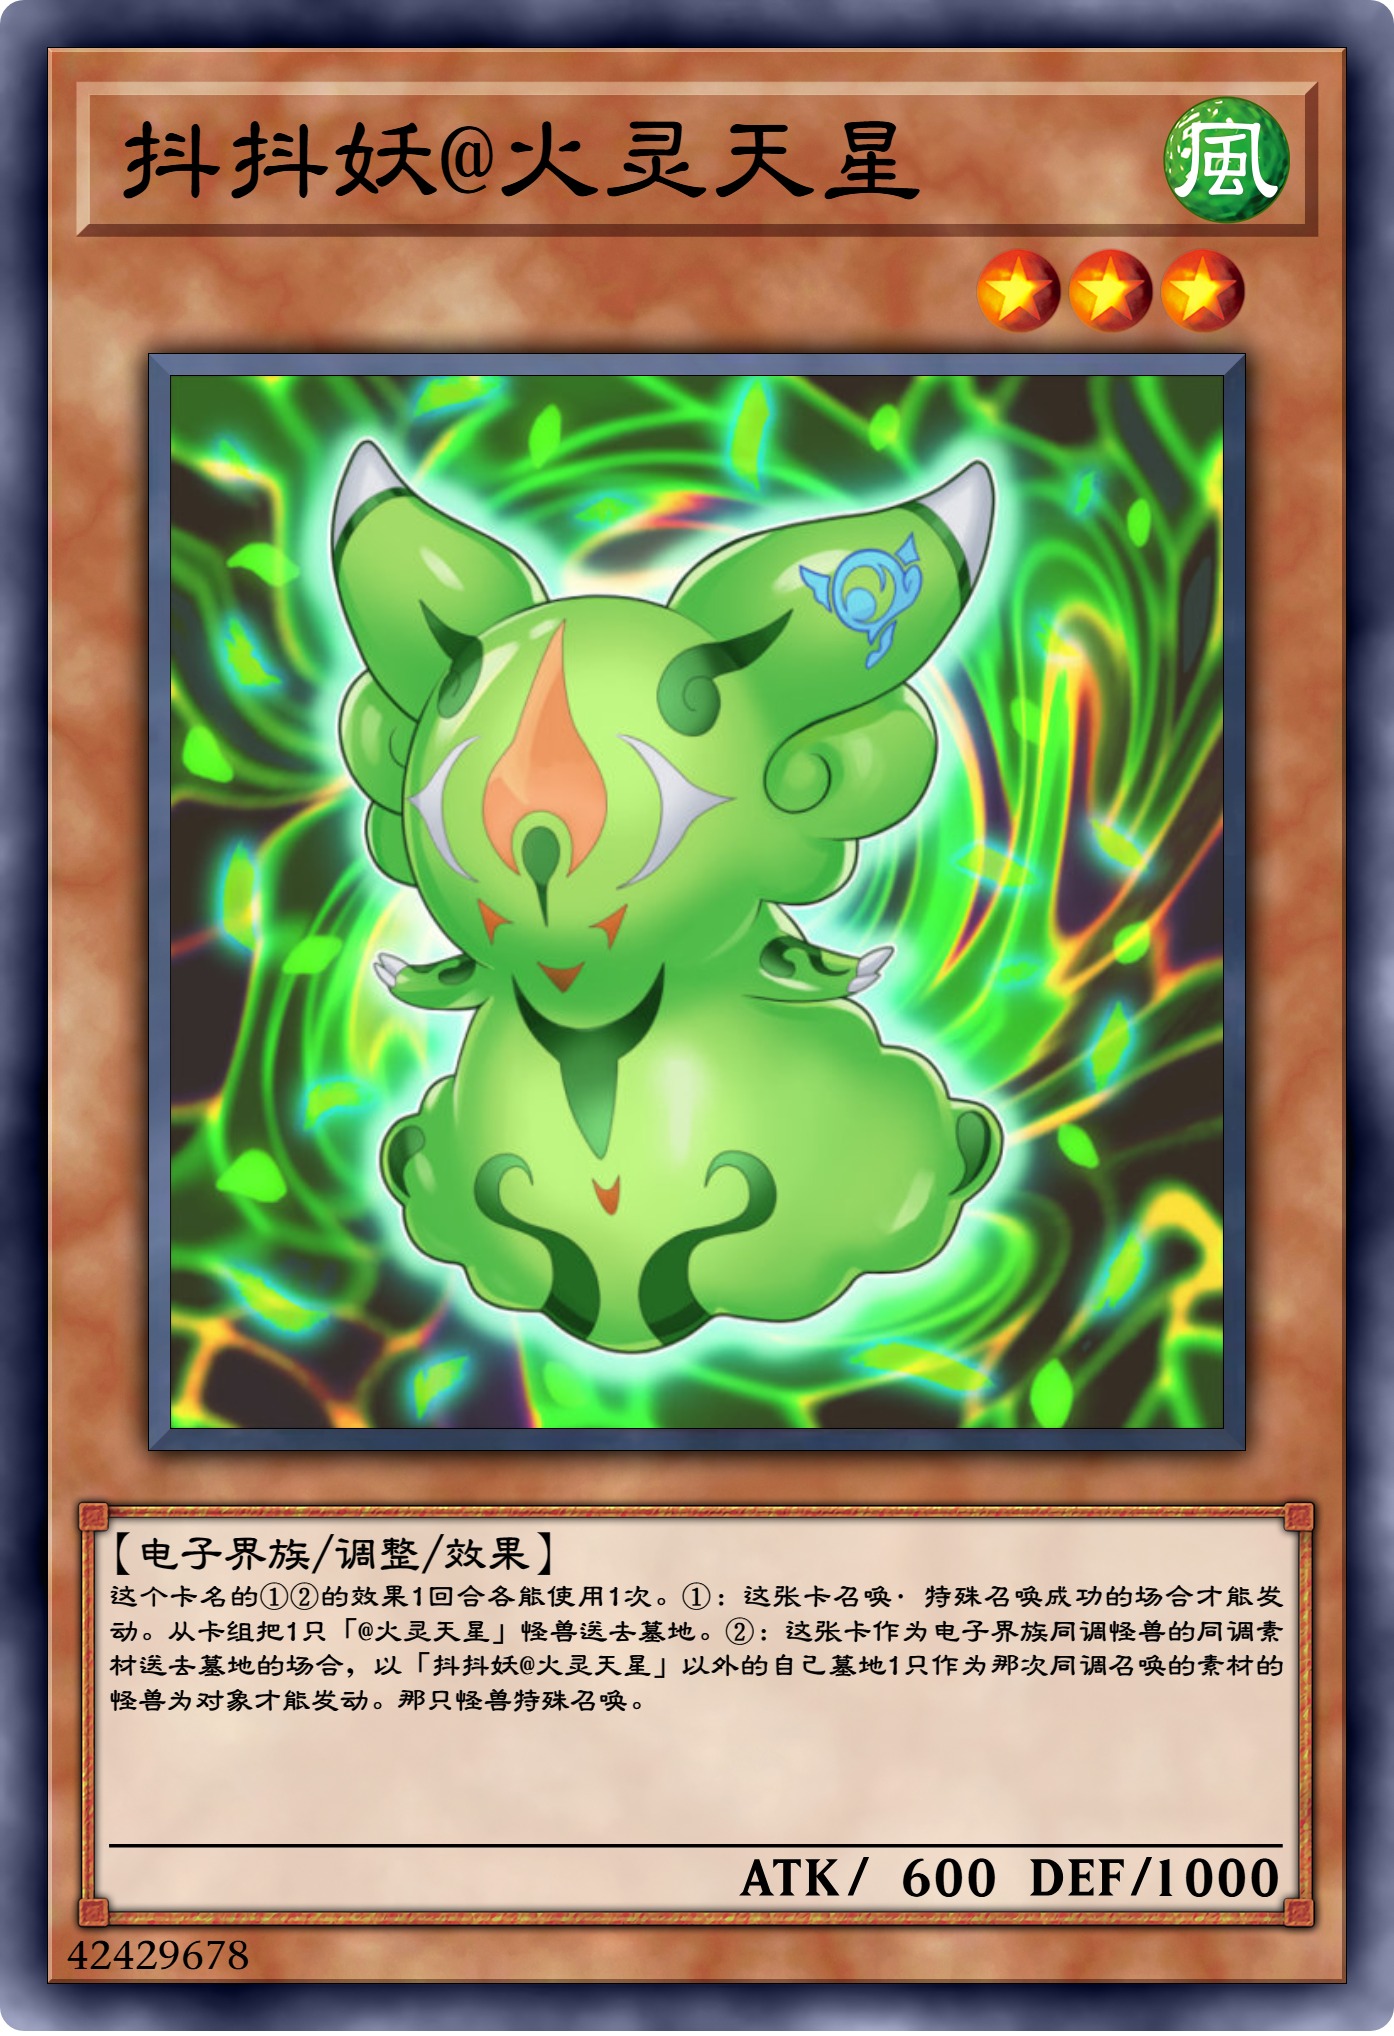 抖抖妖@火灵天星
風
【电子界族/调整/效果】
这个卡名的①②的效果1回合各能使用1次。①：这张卡召唤·特殊召唤成功的场合才能发
动。从卡组把1只「@火灵天星」怪兽送去墓地。②：这张卡作为电子界族同调怪兽的同调素
材送去墓地的场合，以「抖抖妖@火灵天星」以外的自己墓地1只作为那次同调召唤的素材的
怪兽为对象才能发动。那只怪兽特殊召唤。
ATK/ 600 DEF/1000
42429678